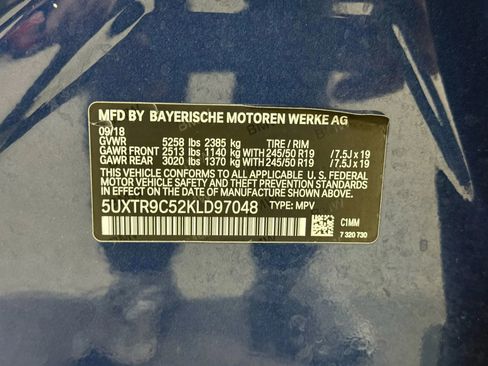 MFD BY BAYERISCHE MOTOREN WERKE AG
09/18
GVWR 5258 lbs 2385 kg TIRE / RIM
GAWR FRONT 2513 lbs 1140 kg WITH 245/50 R19 /7.5J x 19
GAWR REAR 3020 lbs 1370 kg WITH 245/50 R19 /7.5J x 19
THIS VEHICLE CONFORMS TO ALL APPLICABLE U.S. FEDERAL
MOTOR VEHICLE SAFETY AND THEFT PREVENTION STANDARDS
IN EFFECT ON THE DATE OF MANUFACTURE SHOWN ABOVE.
5UXTR9C52KLD97048 TYPE: MPV
C1MM
7 320 730